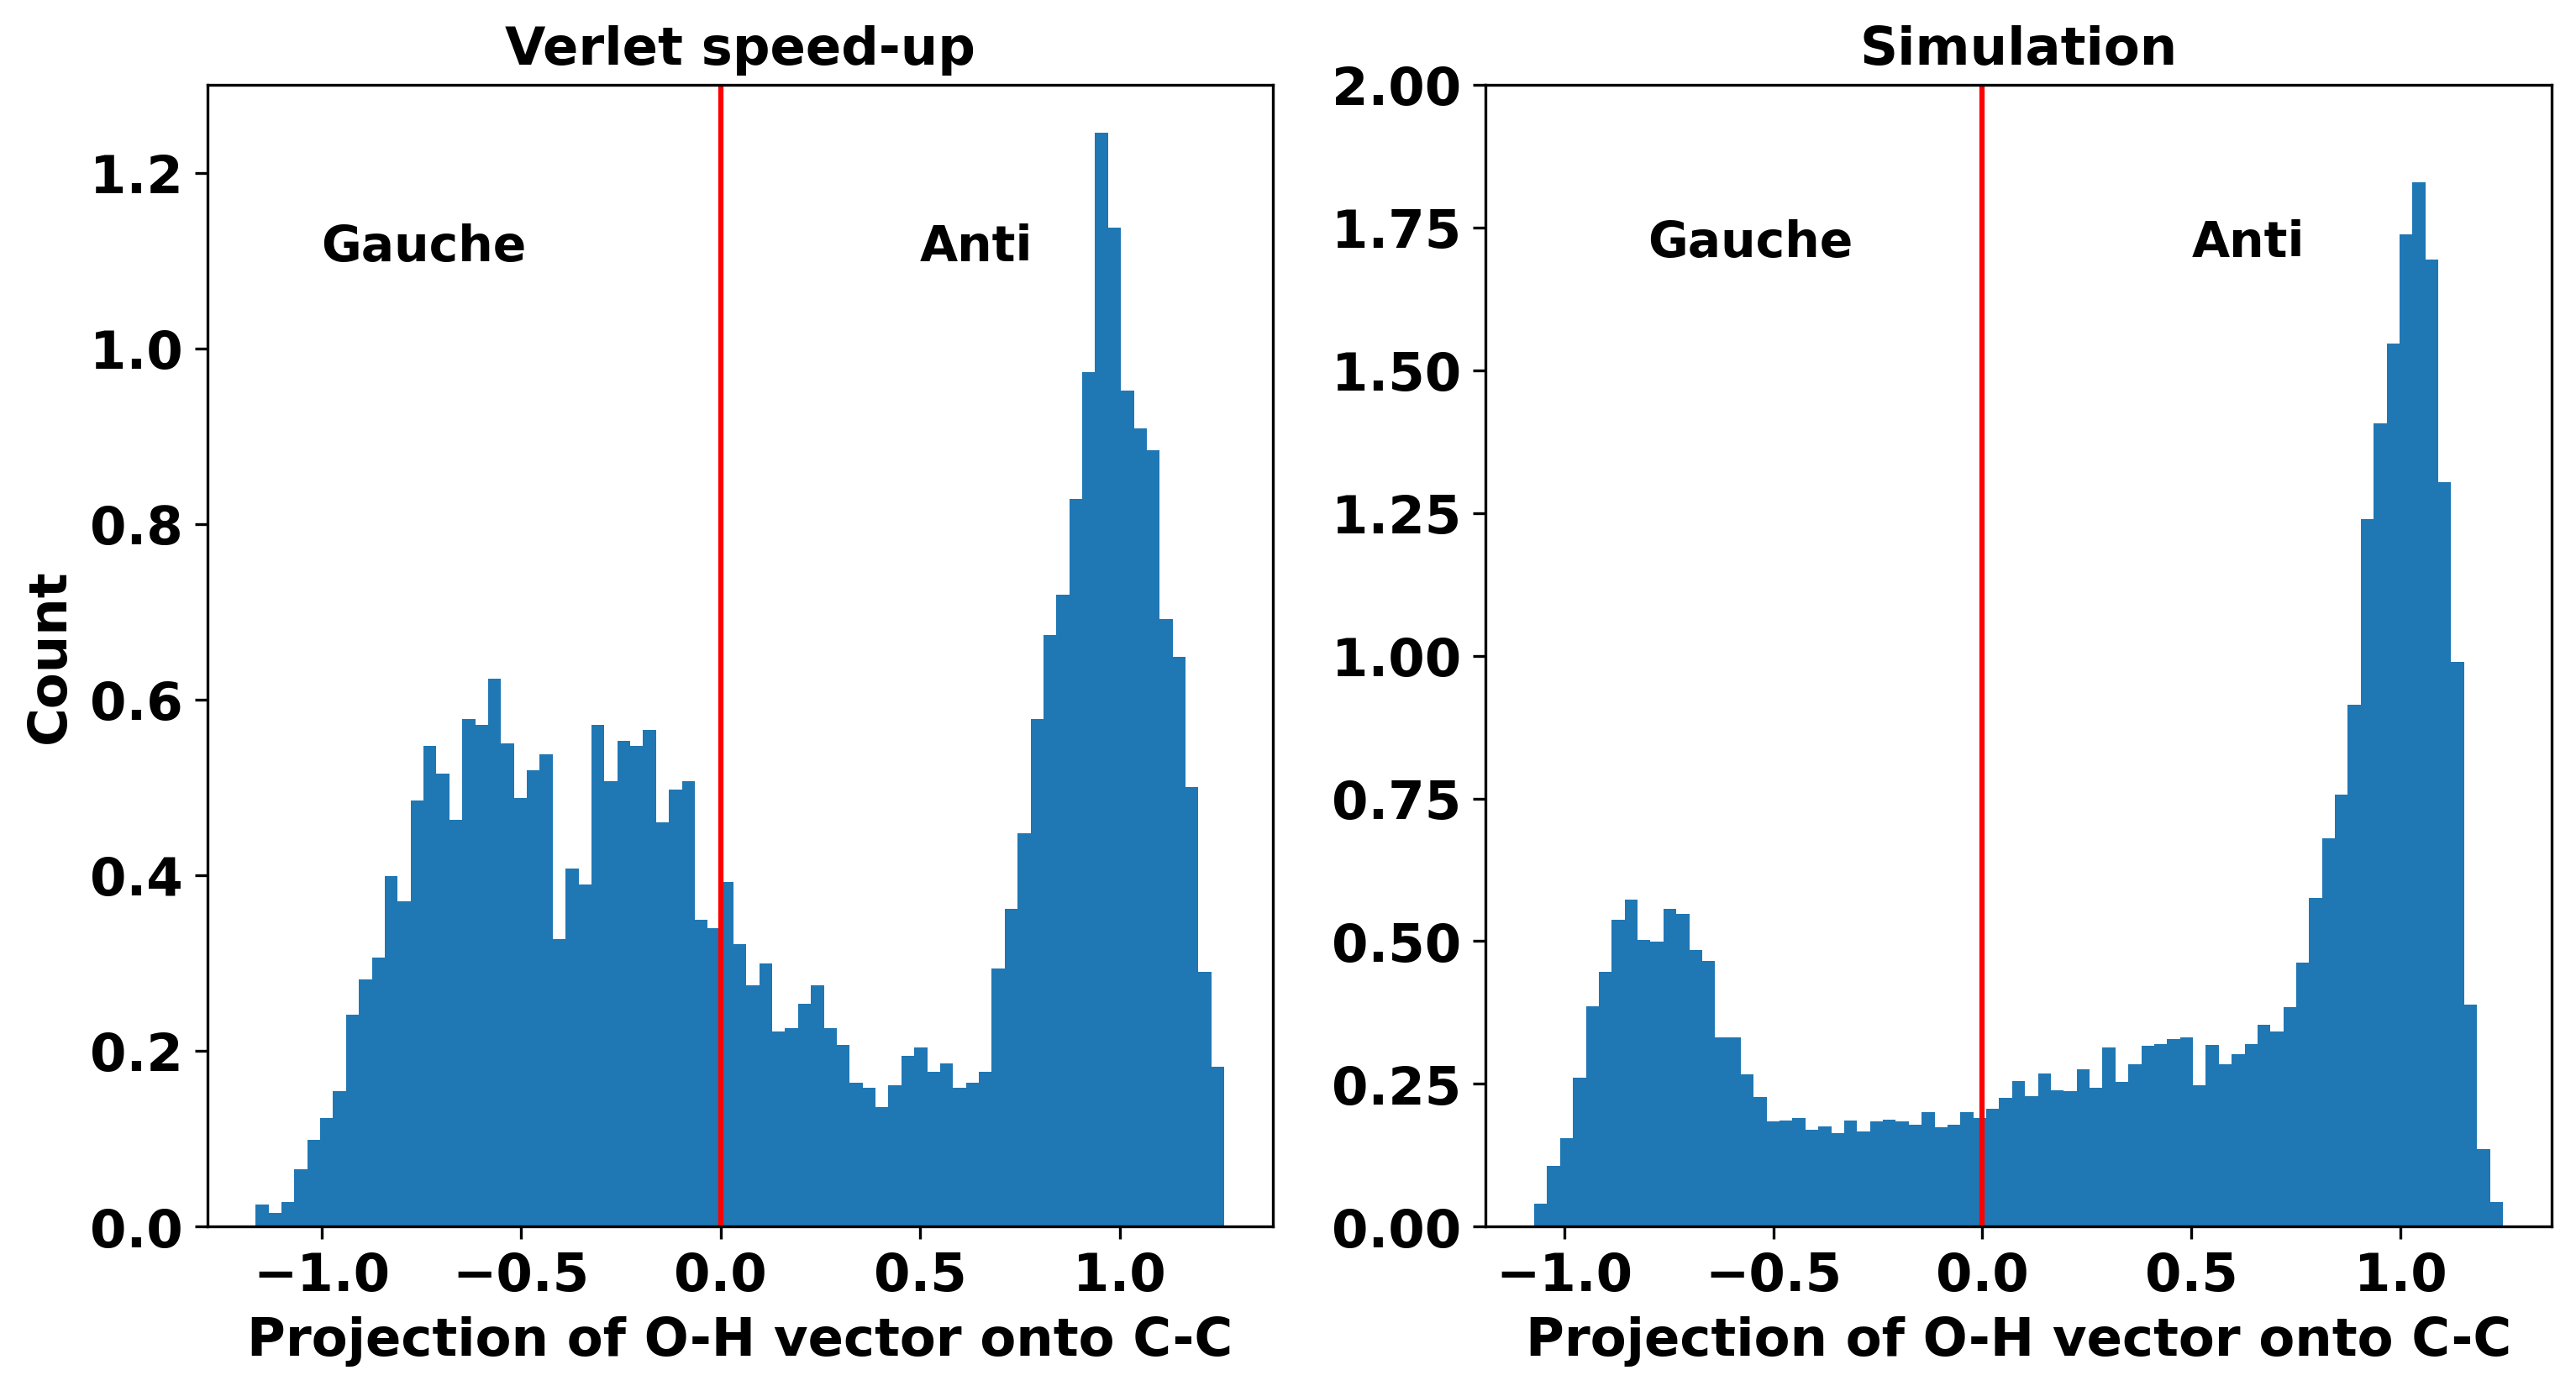 Verlet speed-up
Simulation
Gauche
Anti
Gauche
Anti
Count
1.2
1.0
0.8
0.6
0.4
0.2
0.0
−1.0 −0.5 0.0 0.5 1.0
Projection of O-H vector onto C-C
2.00
1.75
1.50
1.25
1.00
0.75
0.50
0.25
0.00
−1.0 −0.5 0.0 0.5 1.0
Projection of O-H vector onto C-C